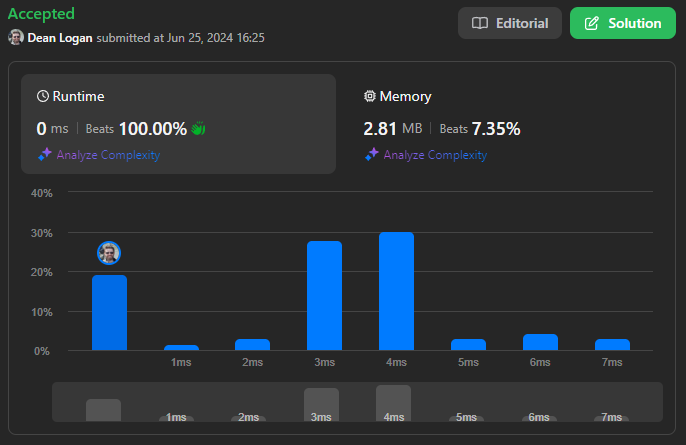 Accepted
Editorial
Solution
Dean Logan submitted at Jun 25, 2024 16:25
Runtime
Memory
0 ms | Beats 100.00%
2.81 MB | Beats 7.35%
Analyze Complexity
Analyze Complexity
40%
30%
20%
10%
0%
1ms 2ms 3ms 4ms 5ms 6ms 7ms
1ms 2ms 3ms 4ms 5ms 6ms 7ms